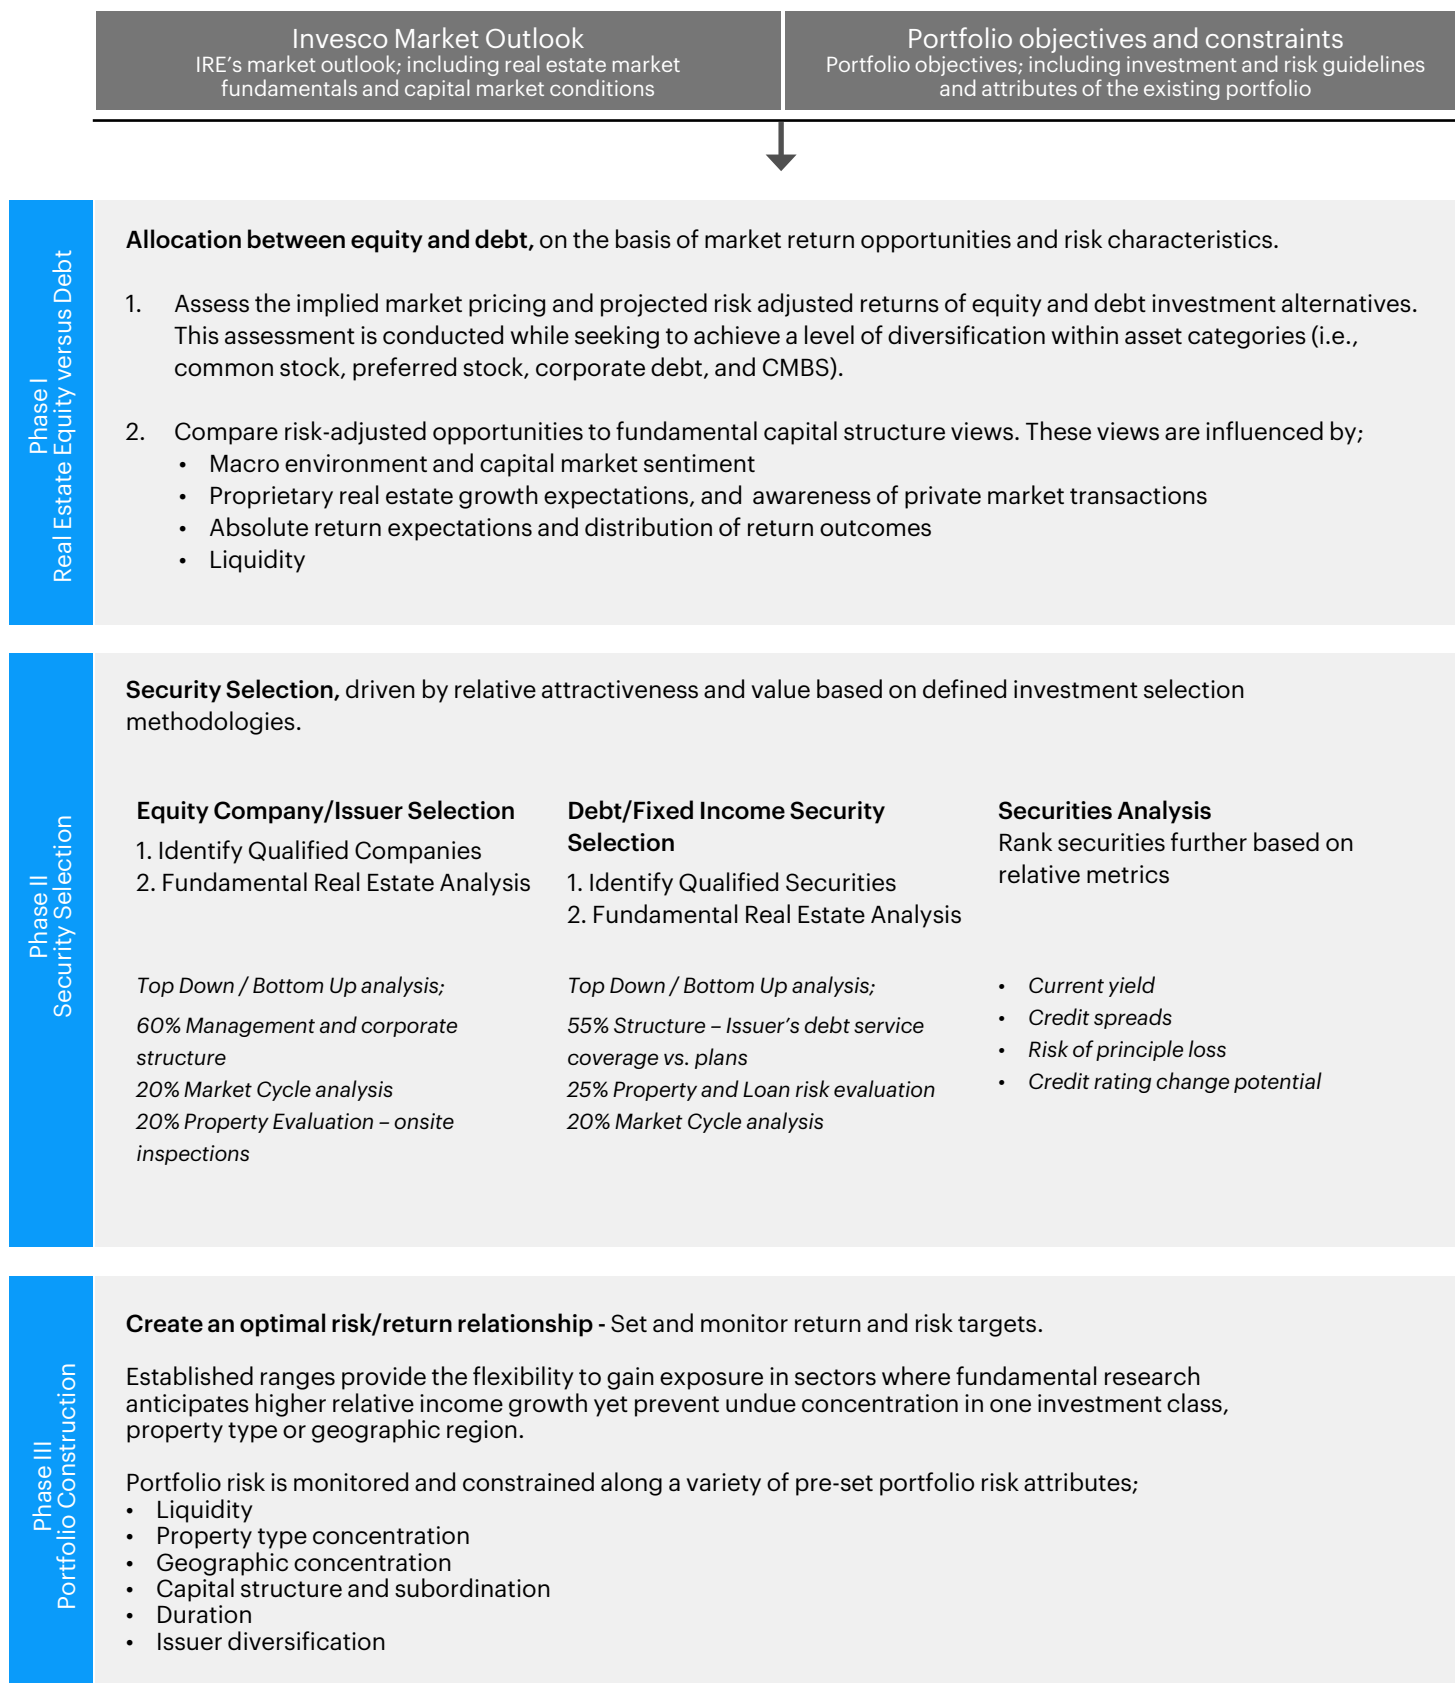 Invesco Market Outlook
IRE's market outlook; including real estate market
fundamentals and capital market conditions
Portfolio objectives and constraints
Portfolio objectives; including investment and risk guidelines
and attributes of the existing portfolio
Phase I
Real Estate Equity versus Debt
Allocation between equity and debt, on the basis of market return opportunities and risk characteristics.
1. Assess the implied market pricing and projected risk adjusted returns of equity and debt investment alternatives.
This assessment is conducted while seeking to achieve a level of diversification within asset categories (i.e.,
common stock, preferred stock, corporate debt, and CMBS).
2. Compare risk-adjusted opportunities to fundamental capital structure views. These views are influenced by;
• Macro environment and capital market sentiment
• Proprietary real estate growth expectations, and awareness of private market transactions
• Absolute return expectations and distribution of return outcomes
• Liquidity
Phase II
Security Selection
Security Selection, driven by relative attractiveness and value based on defined investment selection
methodologies.
Equity Company/Issuer Selection
1. Identify Qualified Companies
2. Fundamental Real Estate Analysis
Top Down / Bottom Up analysis;
60% Management and corporate
structure
20% Market Cycle analysis
20% Property Evaluation – onsite
inspections
Debt/Fixed Income Security
Selection
1. Identify Qualified Securities
2. Fundamental Real Estate Analysis
Top Down / Bottom Up analysis;
55% Structure – Issuer's debt service
coverage vs. plans
25% Property and Loan risk evaluation
20% Market Cycle analysis
Securities Analysis
Rank securities further based on
relative metrics
• Current yield
• Credit spreads
• Risk of principle loss
• Credit rating change potential
Phase III
Portfolio Construction
Create an optimal risk/return relationship - Set and monitor return and risk targets.
Established ranges provide the flexibility to gain exposure in sectors where fundamental research
anticipates higher relative income growth yet prevent undue concentration in one investment class,
property type or geographic region.
Portfolio risk is monitored and constrained along a variety of pre-set portfolio risk attributes;
• Liquidity
• Property type concentration
• Geographic concentration
• Capital structure and subordination
• Duration
• Issuer diversification